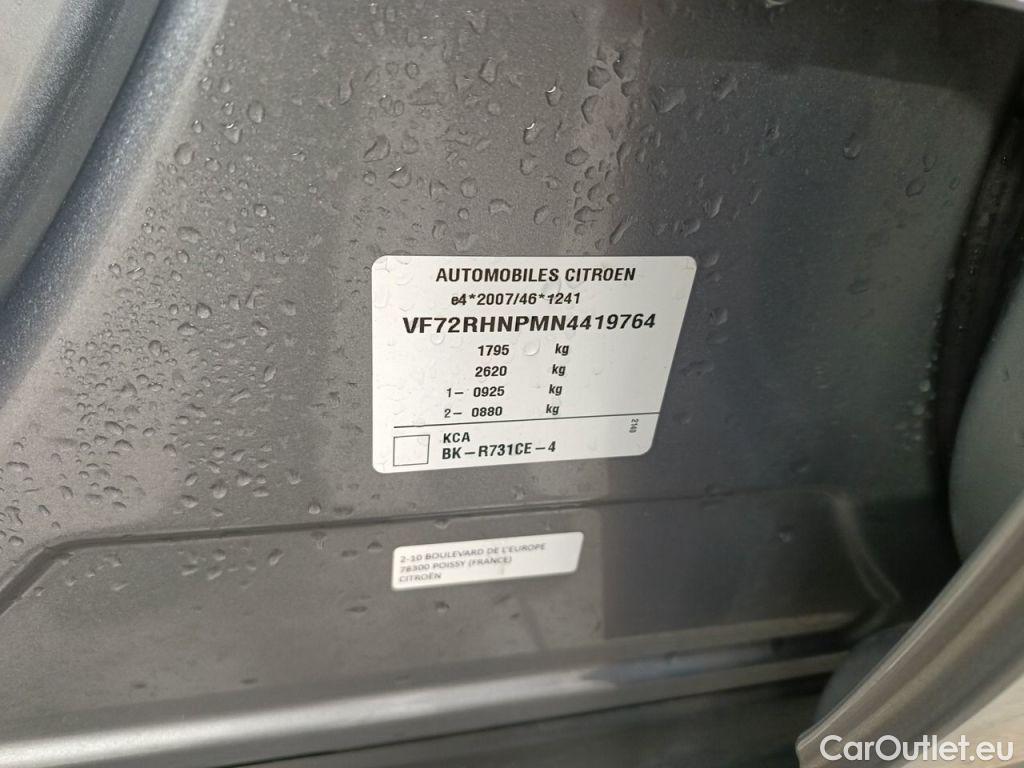 AUTOMOBILES CITROEN
e4*2007/46*1241
VF72RHNPMN4419764
1795 kg
2620 kg
1- 0925 kg
2- 0880 kg
2140
KCA
BK-R731CE-4
2-10 BOULEVARD DE L'EUROPE
78300 POISSY (FRANCE)
CITROËN
CarOutlet.eu